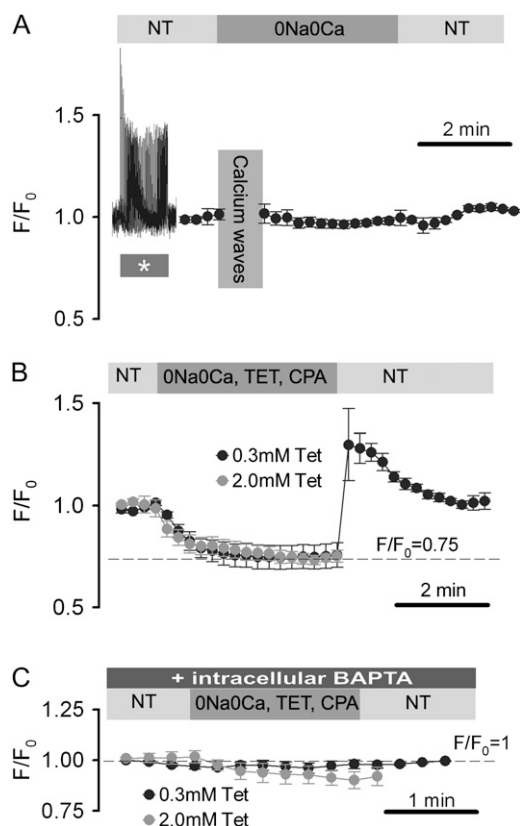 A
NT 0Na0Ca NT
2 min
1.5
1.0
0.5
F/F0
Calcium waves
*
B
NT 0Na0Ca, TET, CPA NT
1.5
1.0
0.5
F/F0
0.3mM Tet
2.0mM Tet
F/F0=0.75
2 min
C
+ intracellular BAPTA
NT 0Na0Ca, TET, CPA NT
1.25
1.00
0.75
F/F0
F/F0=1
0.3mM Tet
2.0mM Tet
1 min